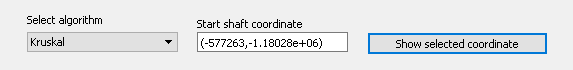 Select algorithm
Start shaft coordinate
Kruskal
(-577263,-1.18028e+06)
Show selected coordinate